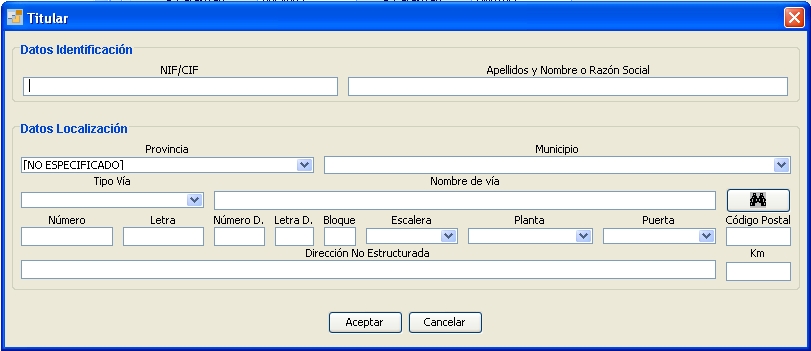 Titular
Datos Identificación
NIF/CIF Apellidos y Nombre o Razón Social
Datos Localización
Provincia Municipio
[NO ESPECIFICADO]
Tipo Vía Nombre de vía
Número Letra Número D. Letra D. Bloque Escalera Planta Puerta Código Postal
Dirección No Estructurada Km
Aceptar Cancelar